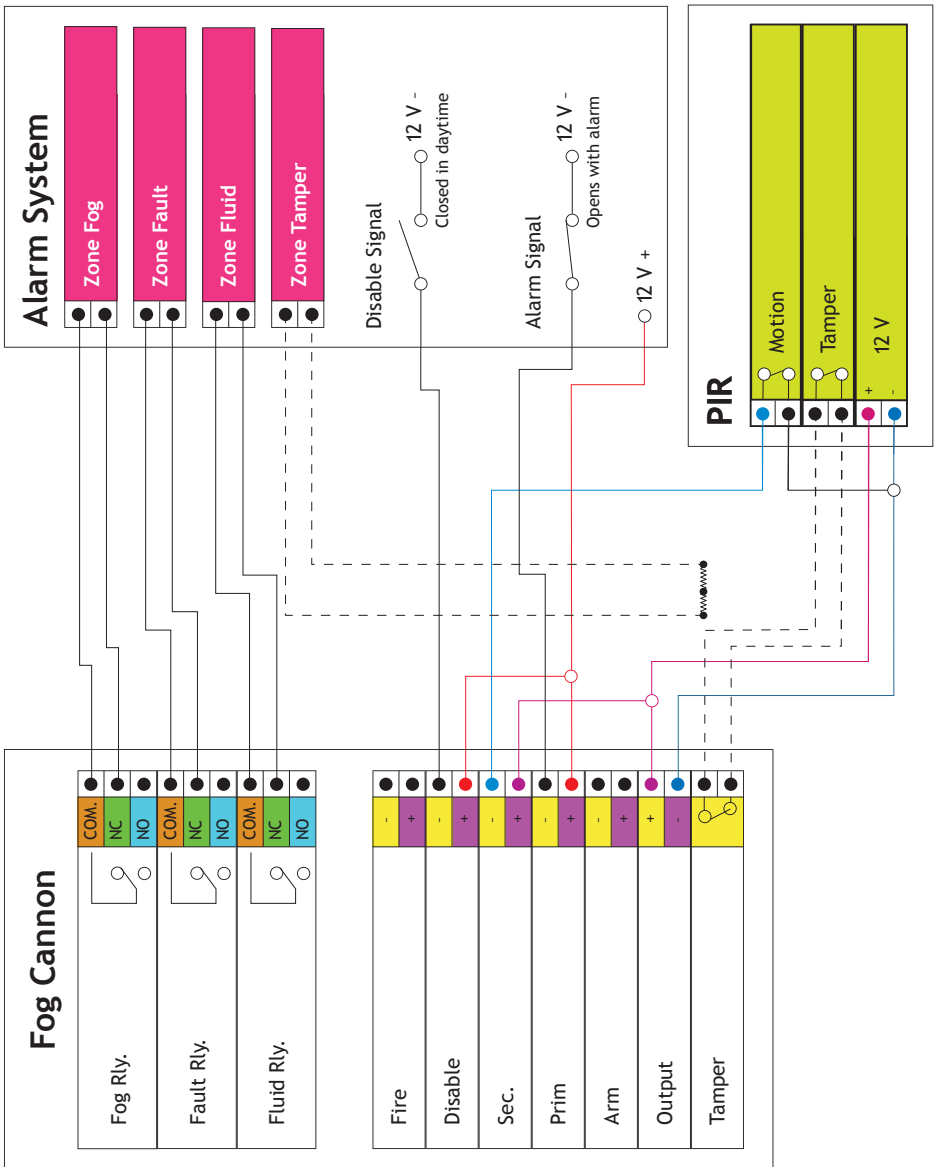 Alarm System
Zone Fog
Zone Fault
Zone Fluid
Zone Tamper
Disable Signal
12 V -
Closed in daytime
Alarm Signal
12 V -
Opens with alarm
12 V +
PIR
Motion
Tamper
+
12 V
-
Fog Cannon
COM.
NC
NO
Fog Rly.
COM.
NC
NO
Fault Rly.
COM.
NC
NO
Fluid Rly.
-
+
Fire
-
+
Disable
-
+
Sec.
-
+
Prim
-
+
Arm
+
-
Output
Tamper